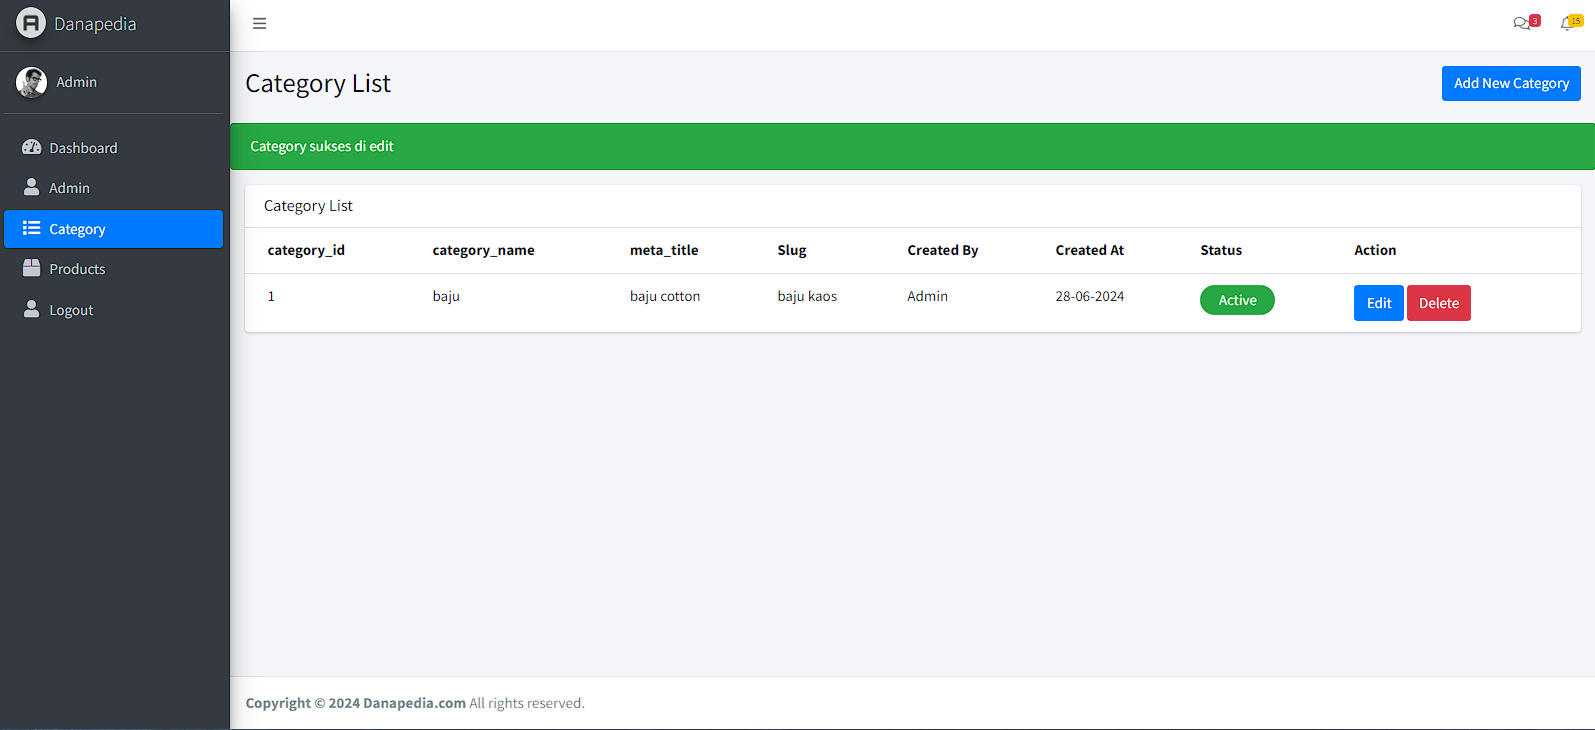 Danapedia
3
15
Admin
Category List
Add New Category
Dashboard
Category sukses di edit
Admin
Category List
Category
category_id category_name meta_title Slug Created By Created At Status Action
Products
1 baju baju cotton baju kaos Admin 28-06-2024 Active Edit Delete
Logout
Copyright © 2024 Danapedia.com All rights reserved.